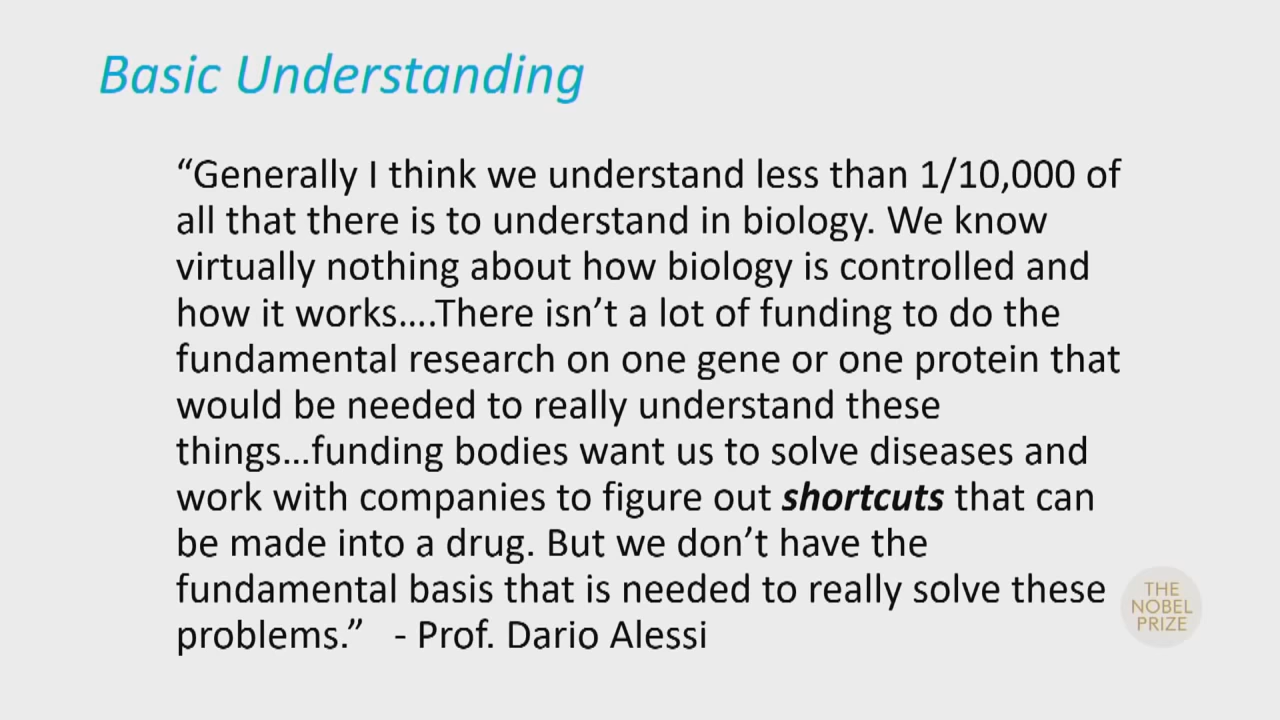 Basic Understanding
“Generally I think we understand less than 1/10,000 of
all that there is to understand in biology. We know
virtually nothing about how biology is controlled and
how it works....There isn’t a lot of funding to do the
fundamental research on one gene or one protein that
would be needed to really understand these
things...funding bodies want us to solve diseases and
work with companies to figure out shortcuts that can
be made into a drug. But we don’t have the
fundamental basis that is needed to really solve these
problems.” - Prof. Dario Alessi
THE
NOBEL
PRIZE